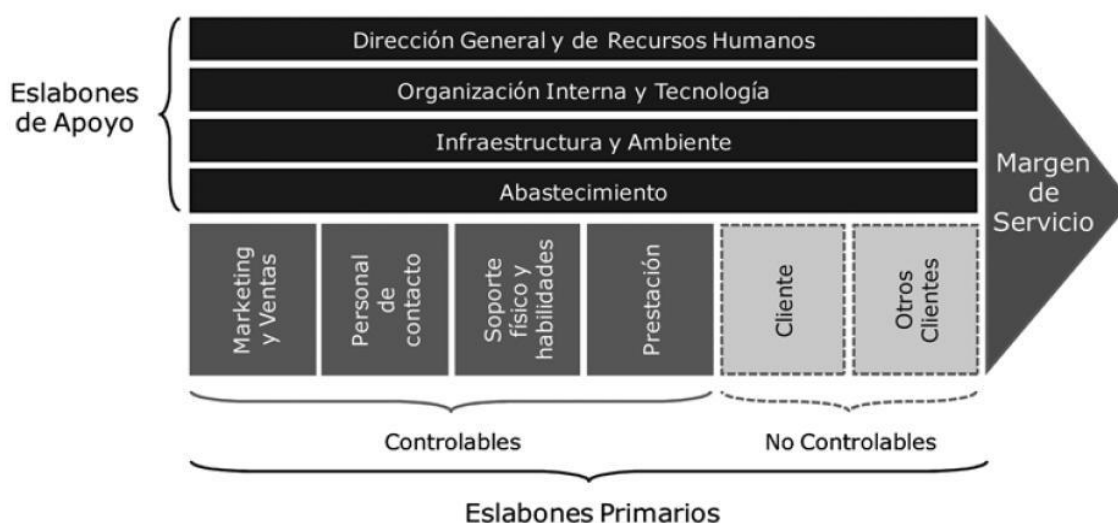 Dirección General y de Recursos Humanos
Organización Interna y Tecnología
Infraestructura y Ambiente
Abastecimiento
Eslabones
de Apoyo
Margen
de
Servicio
Marketing
y Ventas
Personal
de
contacto
Soporte
físico y
habilidades
Prestación
Cliente
Otros
Clientes
Controlables
No Controlables
Eslabones Primarios